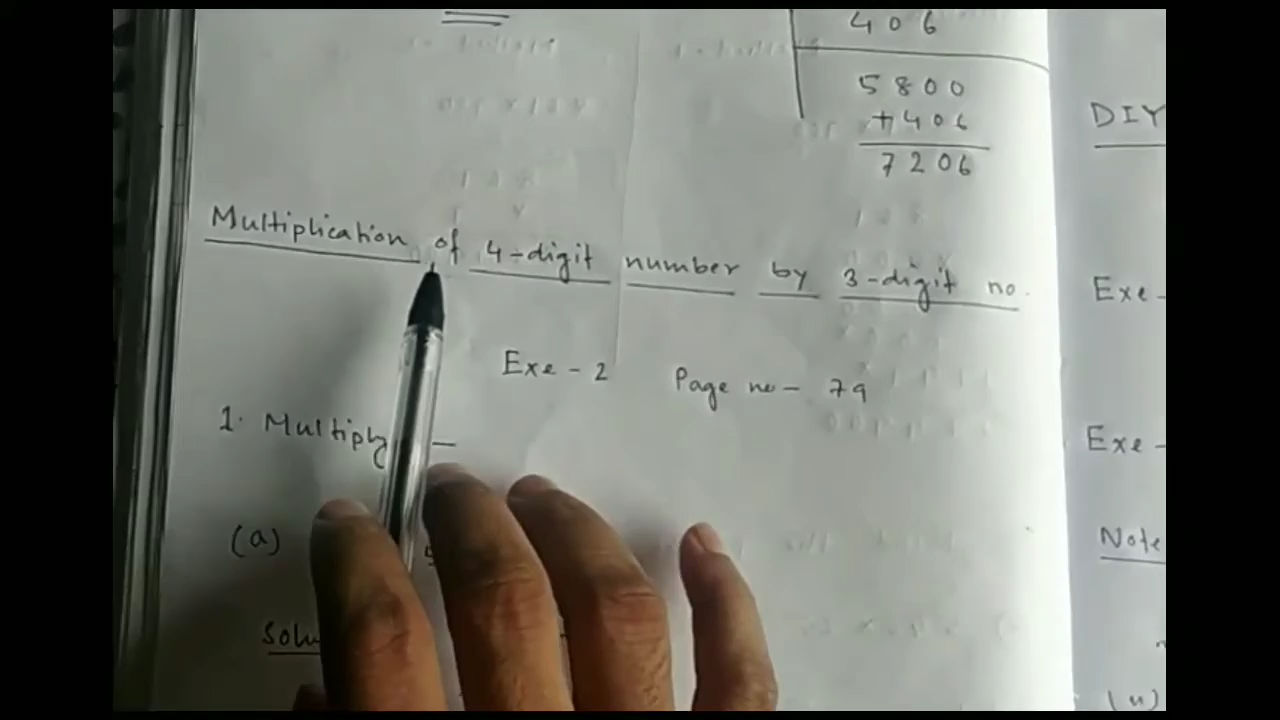 406
5800
+406
7206
Multiplication of 4-digit number by 3-digit no.
Exe - 2 Page no - 79
1. Multiply —
(a)
Solu
DIY
Exe -
Exe -
Note